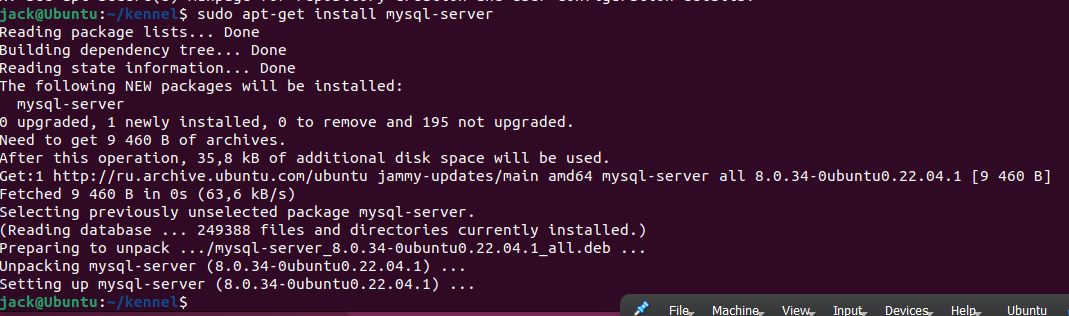 jack@Ubuntu:~/kennel$ sudo apt-get install mysql-server
Reading package lists... Done
Building dependency tree... Done
Reading state information... Done
The following NEW packages will be installed:
  mysql-server
0 upgraded, 1 newly installed, 0 to remove and 195 not upgraded.
Need to get 9 460 B of archives.
After this operation, 35,8 kB of additional disk space will be used.
Get:1 http://ru.archive.ubuntu.com/ubuntu jammy-updates/main amd64 mysql-server all 8.0.34-0ubuntu0.22.04.1 [9 460 B]
Fetched 9 460 B in 0s (63,6 kB/s)
Selecting previously unselected package mysql-server.
(Reading database ... 249388 files and directories currently installed.)
Preparing to unpack .../mysql-server_8.0.34-0ubuntu0.22.04.1_all.deb ...
Unpacking mysql-server (8.0.34-0ubuntu0.22.04.1) ...
Setting up mysql-server (8.0.34-0ubuntu0.22.04.1) ...
jack@Ubuntu:~/kennel$
File Machine View Input Devices Help Ubuntu